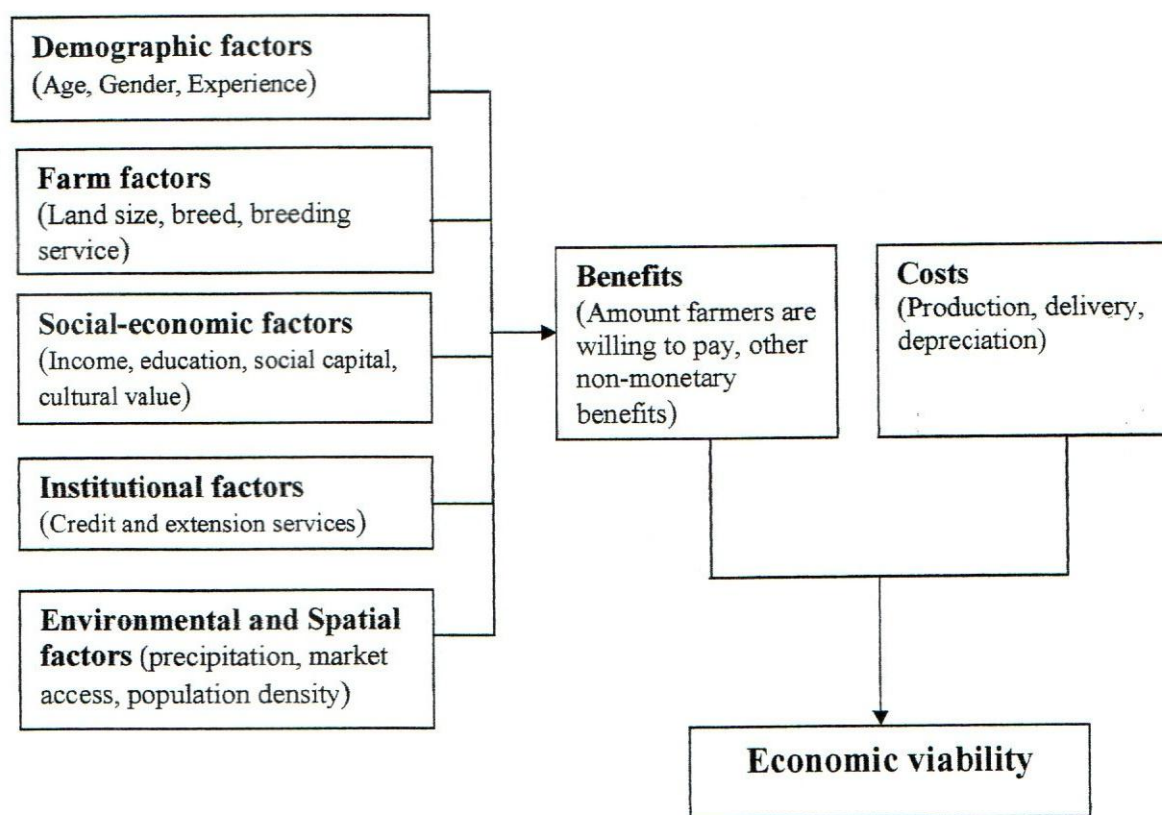 Demographic factors
(Age, Gender, Experience)
Farm factors
(Land size, breed, breeding
service)
Social-economic factors
(Income, education, social capital,
cultural value)
Institutional factors
(Credit and extension services)
Environmental and Spatial
factors (precipitation, market
access, population density)
Benefits
(Amount farmers are
willing to pay, other
non-monetary
benefits)
Costs
(Production, delivery,
depreciation)
Economic viability